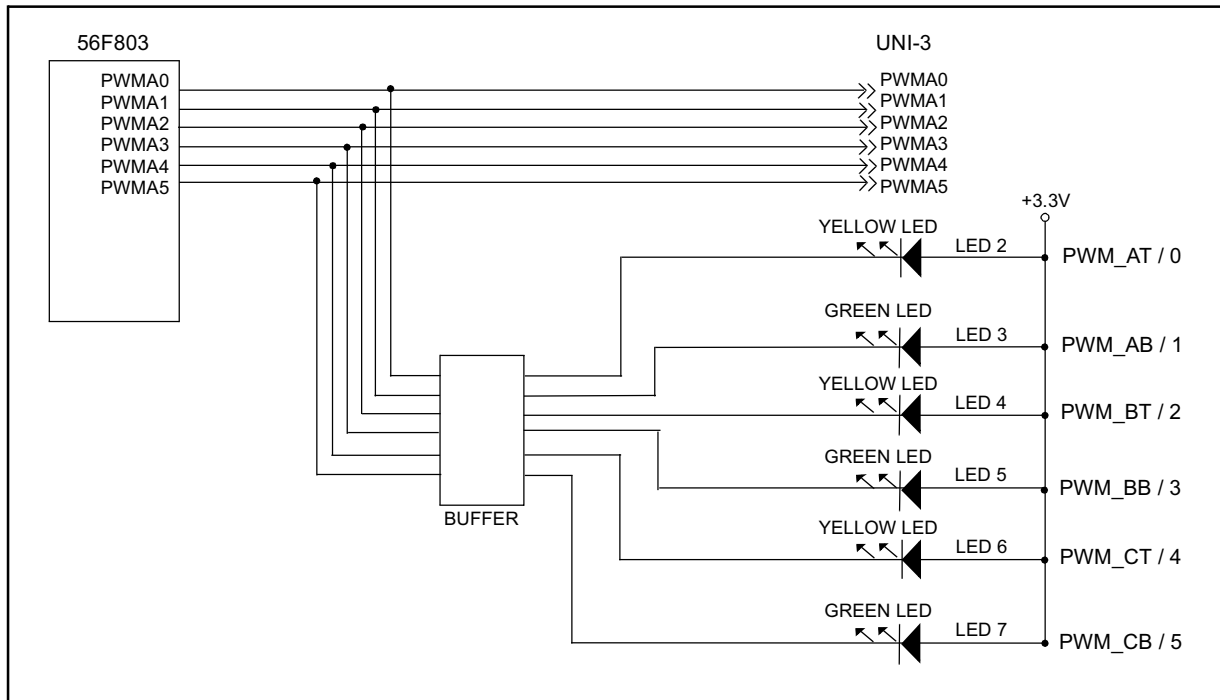 56F803
UNI-3
PWMA0
PWMA1
PWMA2
PWMA3
PWMA4
PWMA5
PWMA0
PWMA1
PWMA2
PWMA3
PWMA4
PWMA5
+3.3V
YELLOW LED
LED 2
PWM_AT / 0
GREEN LED
LED 3
PWM_AB / 1
YELLOW LED
LED 4
PWM_BT / 2
GREEN LED
LED 5
PWM_BB / 3
BUFFER
YELLOW LED
LED 6
PWM_CT / 4
GREEN LED
LED 7
PWM_CB / 5